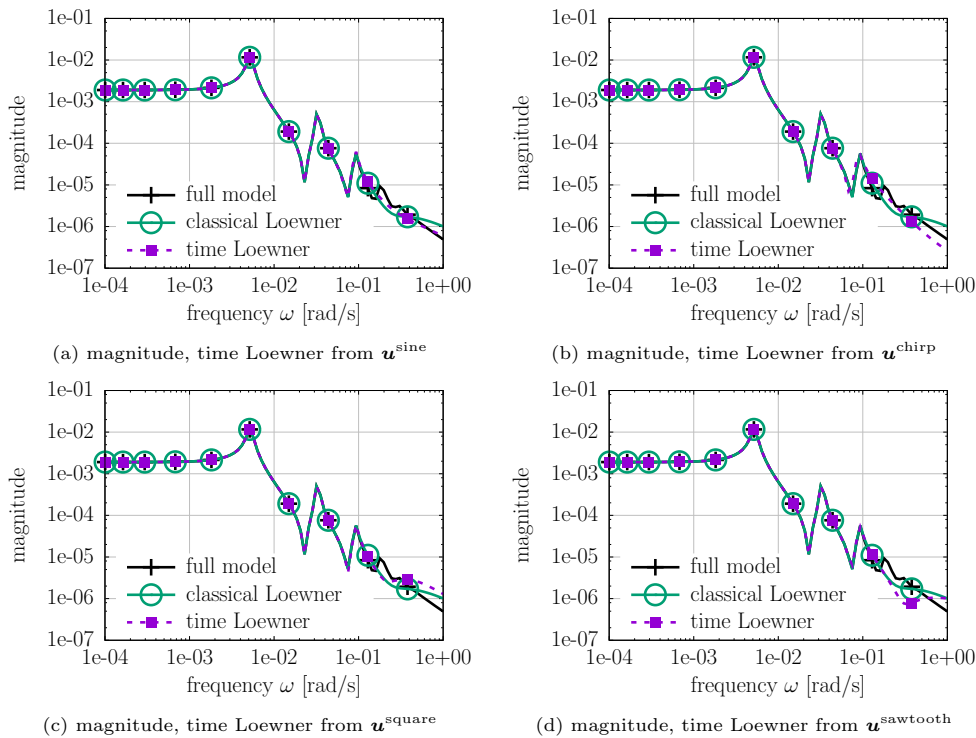 1e-01
1e-02
1e-03
1e-04
1e-05
1e-06
1e-07
magnitude
full model
classical Loewner
time Loewner
1e-04 1e-03 1e-02 1e-01 1e+00
frequency ω [rad/s]
(a) magnitude, time Loewner from u^sine
1e-01
1e-02
1e-03
1e-04
1e-05
1e-06
1e-07
magnitude
full model
classical Loewner
time Loewner
1e-04 1e-03 1e-02 1e-01 1e+00
frequency ω [rad/s]
(b) magnitude, time Loewner from u^chirp
1e-01
1e-02
1e-03
1e-04
1e-05
1e-06
1e-07
magnitude
full model
classical Loewner
time Loewner
1e-04 1e-03 1e-02 1e-01 1e+00
frequency ω [rad/s]
(c) magnitude, time Loewner from u^square
1e-01
1e-02
1e-03
1e-04
1e-05
1e-06
1e-07
magnitude
full model
classical Loewner
time Loewner
1e-04 1e-03 1e-02 1e-01 1e+00
frequency ω [rad/s]
(d) magnitude, time Loewner from u^sawtooth